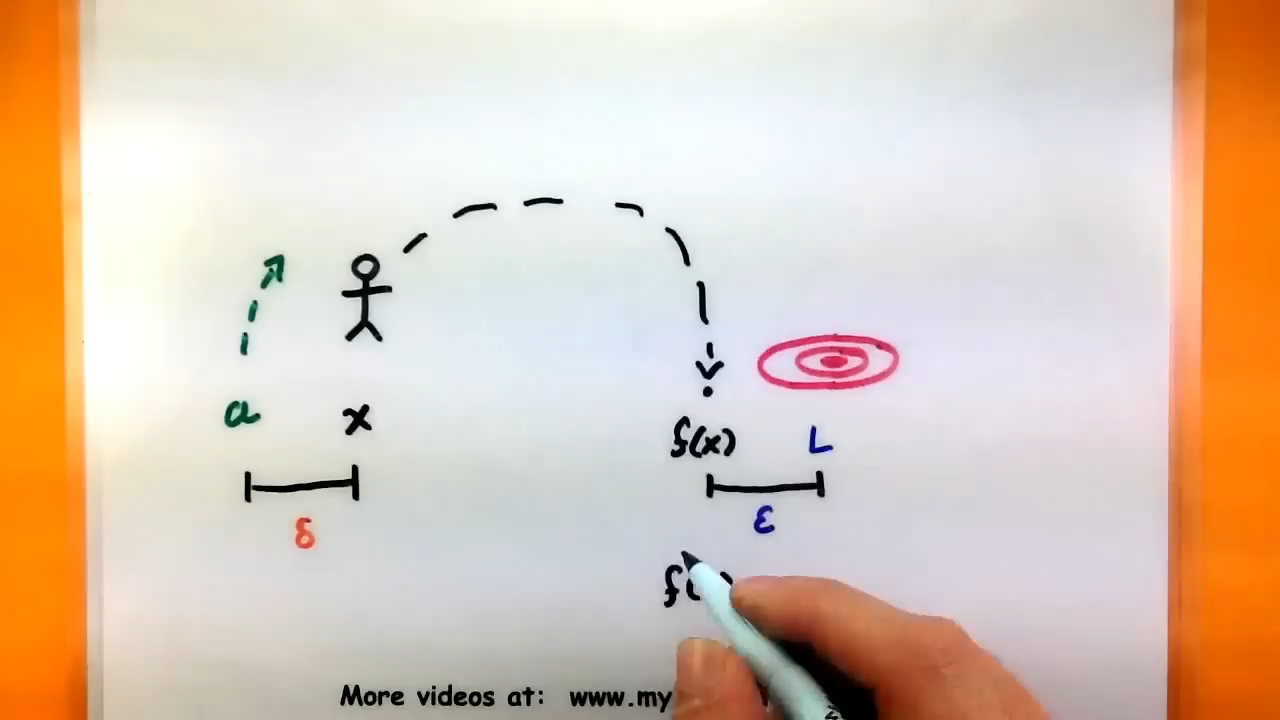 a x f(x) L
δ ε
f(
More videos at: www.my